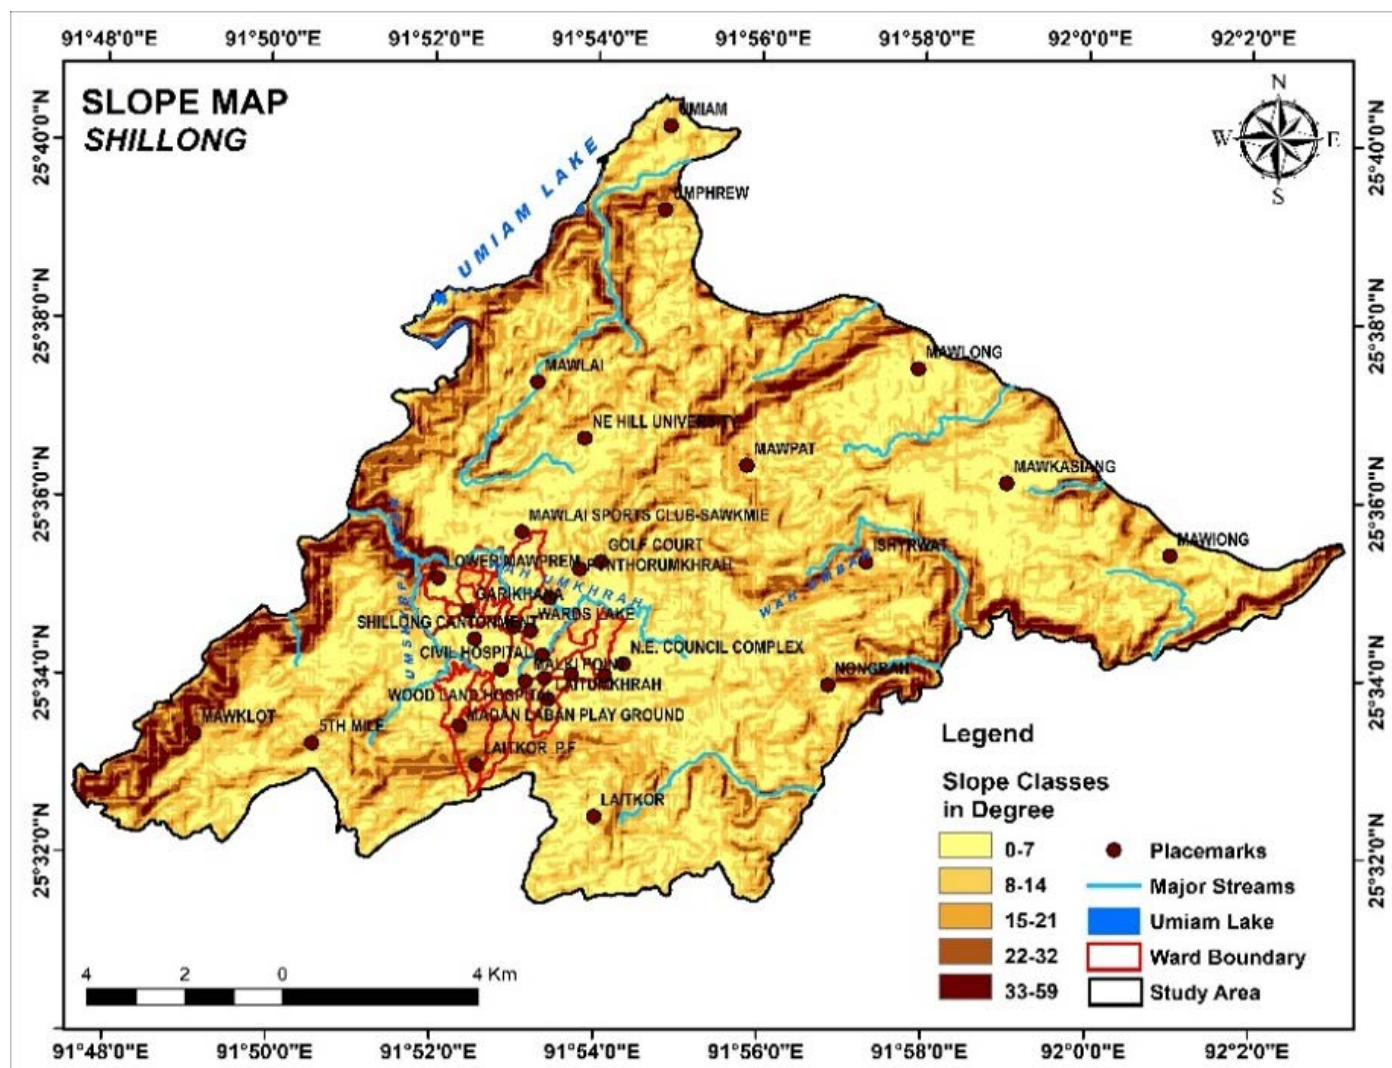 91°48'0"E 91°50'0"E 91°52'0"E 91°54'0"E 91°56'0"E 91°58'0"E 92°0'0"E 92°2'0"E
SLOPE MAP
SHILLONG
N
W E
S
25°40'0"N
25°38'0"N
25°36'0"N
25°34'0"N
25°32'0"N
25°40'0"N
25°38'0"N
25°36'0"N
25°34'0"N
25°32'0"N
UMIAM
UMIAM LAKE
UMPHREW
MAWLONG
MAWLAI
NE HILL UNIVERSITY
MAWPAT
MAWKASIANG
MAWLAI SPORTS CLUB-SAWKMIE
GOLF COURT
ISHYRWAT
MAWIONG
LOWER MAWPREM
PYNTHORUMKHRAH
WAH UMKHRAH
GARIKHANA
WARDS LAKE
SHILLONG CANTONMENT
CIVIL HOSPITAL
N.E. COUNCIL COMPLEX
MALKI POINT
NONGRAH
LAITUMKHRAH
WOOD LAND HOSPITAL
MAWKLOT
5TH MILE
MADAN LABAN PLAY GROUND
LAITKOR P.F
LAITKOR
Legend
Slope Classes
in Degree
0-7
8-14
15-21
22-32
33-59
Placemarks
Major Streams
Umiam Lake
Ward Boundary
Study Area
4 2 0 4 Km
91°48'0"E 91°50'0"E 91°52'0"E 91°54'0"E 91°56'0"E 91°58'0"E 92°0'0"E 92°2'0"E